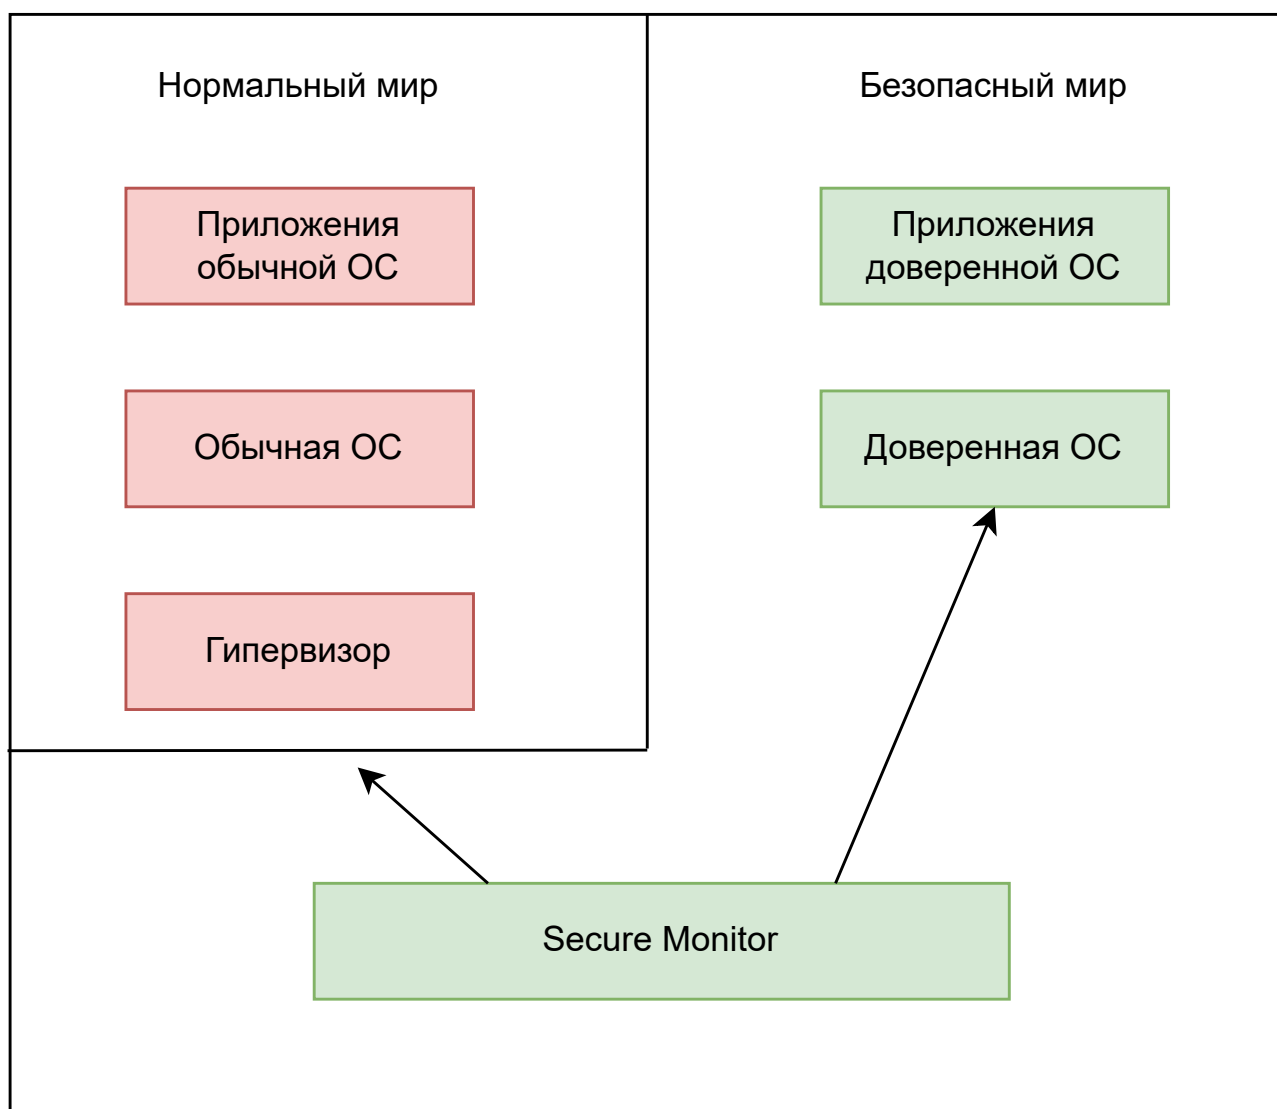 Нормальный мир
Безопасный мир
Приложения
обычной ОС
Приложения
доверенной ОС
Обычная ОС
Доверенная ОС
Гипервизор
Secure Monitor